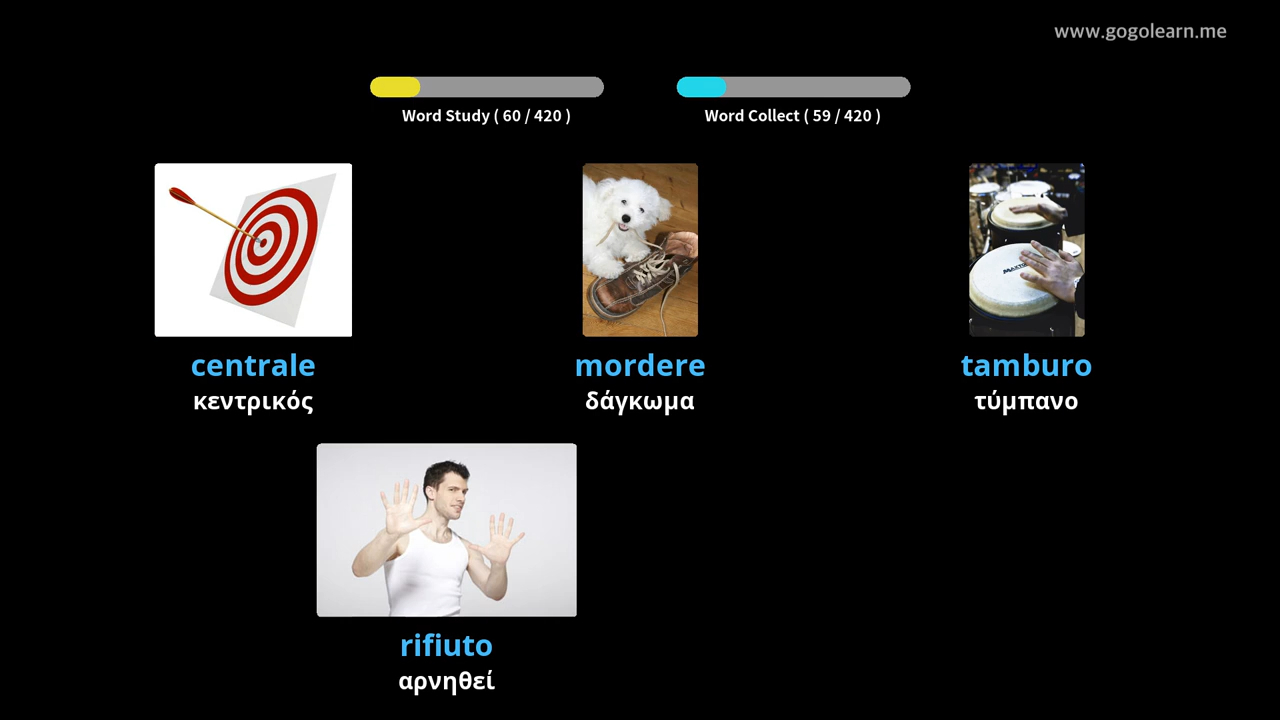 www.gogolearn.me
Word Study ( 60 / 420 )
Word Collect ( 59 / 420 )
centrale
κεντρικός
mordere
δάγκωμα
tamburo
τύμπανο
rifiuto
αρνηθεί